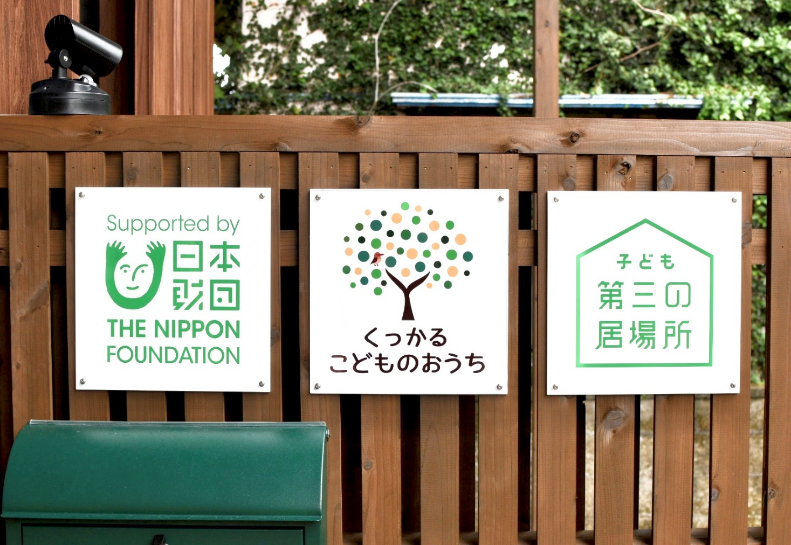 Supported by
日本
財団
THE NIPPON
FOUNDATION
くっかる
こどものおうち
子ども
第三の
居場所